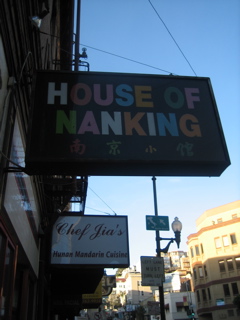 HOUSE OF
NANKING
南京小館
Chef Jia's
Hunan Mandarin Cuisine